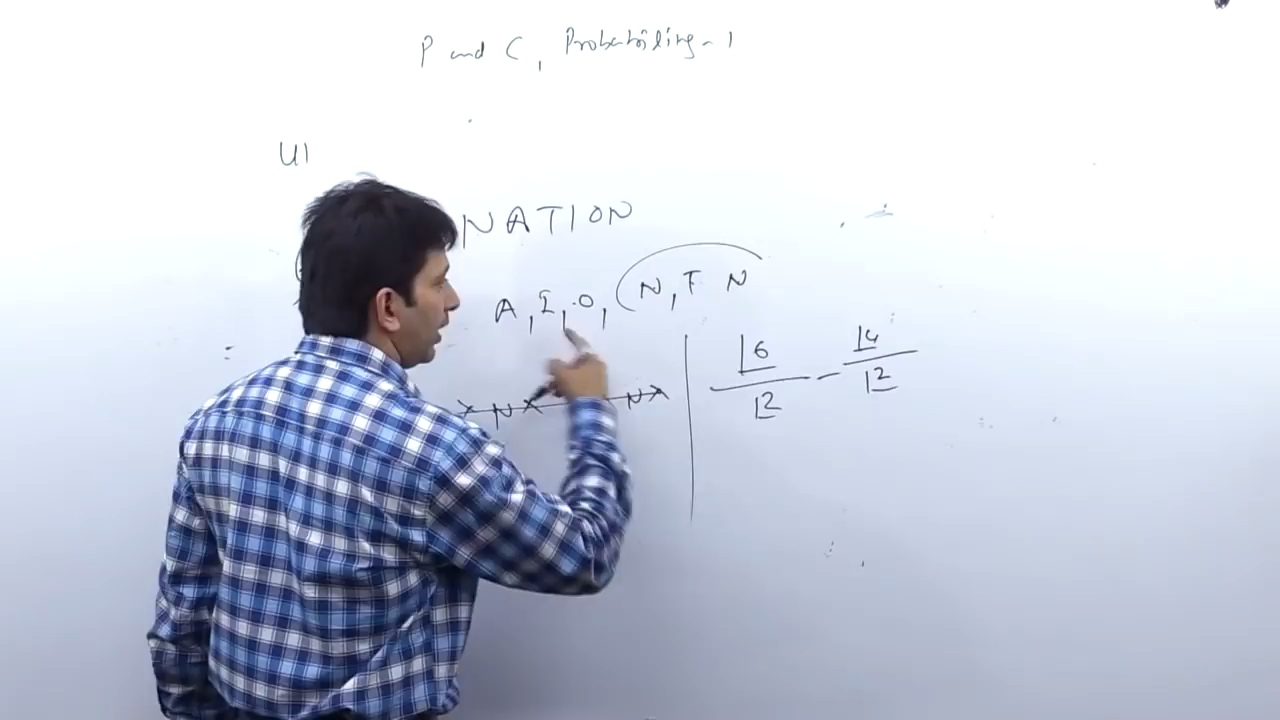 P and C, Probability - 1
U1
NATION
A, I, O, (N, T N
× N × N × | ⌊6 / ⌊2 - ⌊4 / ⌊2